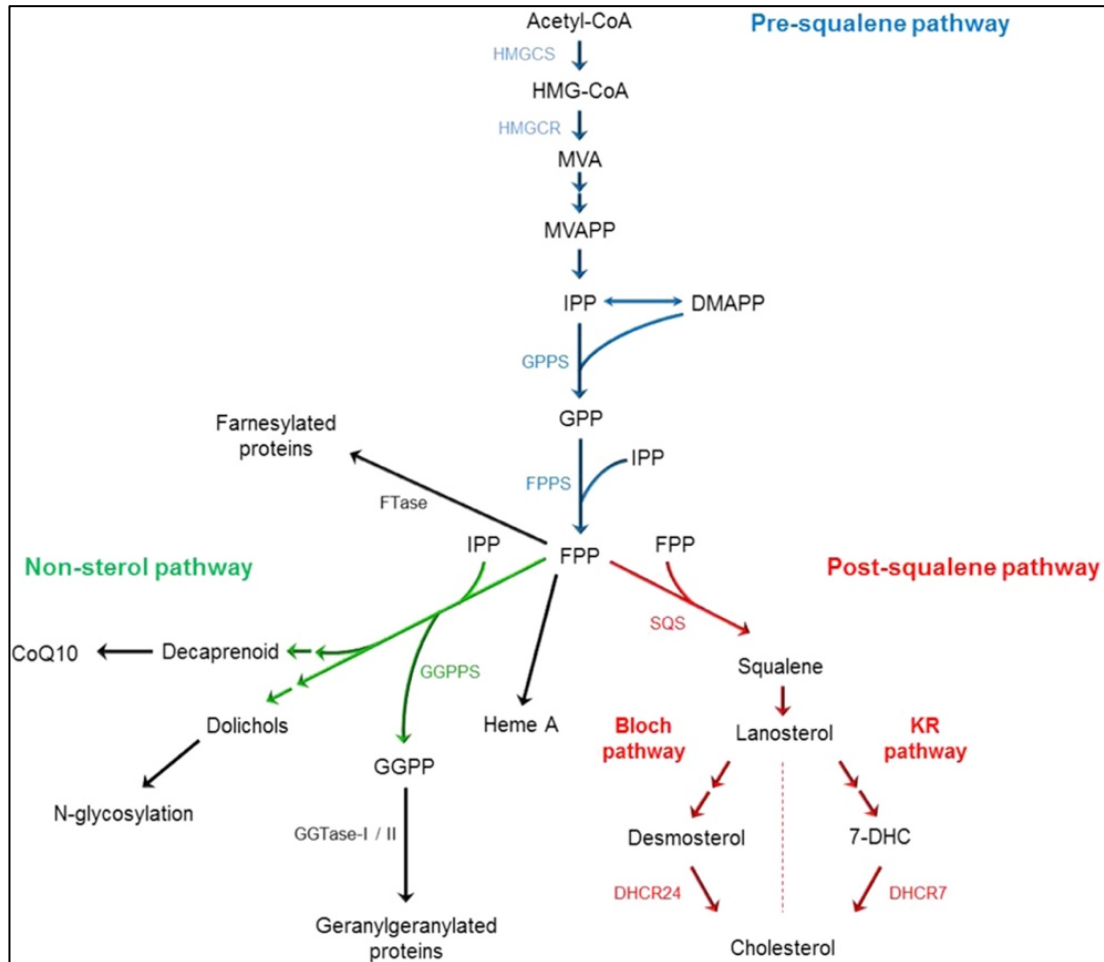 Acetyl-CoA
Pre-squalene pathway
HMGCS
HMG-CoA
HMGCR
MVA
MVAPP
IPP
DMAPP
GPPS
GPP
Farnesylated
proteins
IPP
FPPS
FTase
IPP
FPP
FPP
Non-sterol pathway
Post-squalene pathway
SQS
CoQ10
Decaprenoid
GGPPS
Squalene
Dolichols
Heme A
Bloch
pathway
Lanosterol
KR
pathway
GGPP
N-glycosylation
GGTase-I / II
Desmosterol
7-DHC
DHCR24
DHCR7
Geranylgeranylated
proteins
Cholesterol